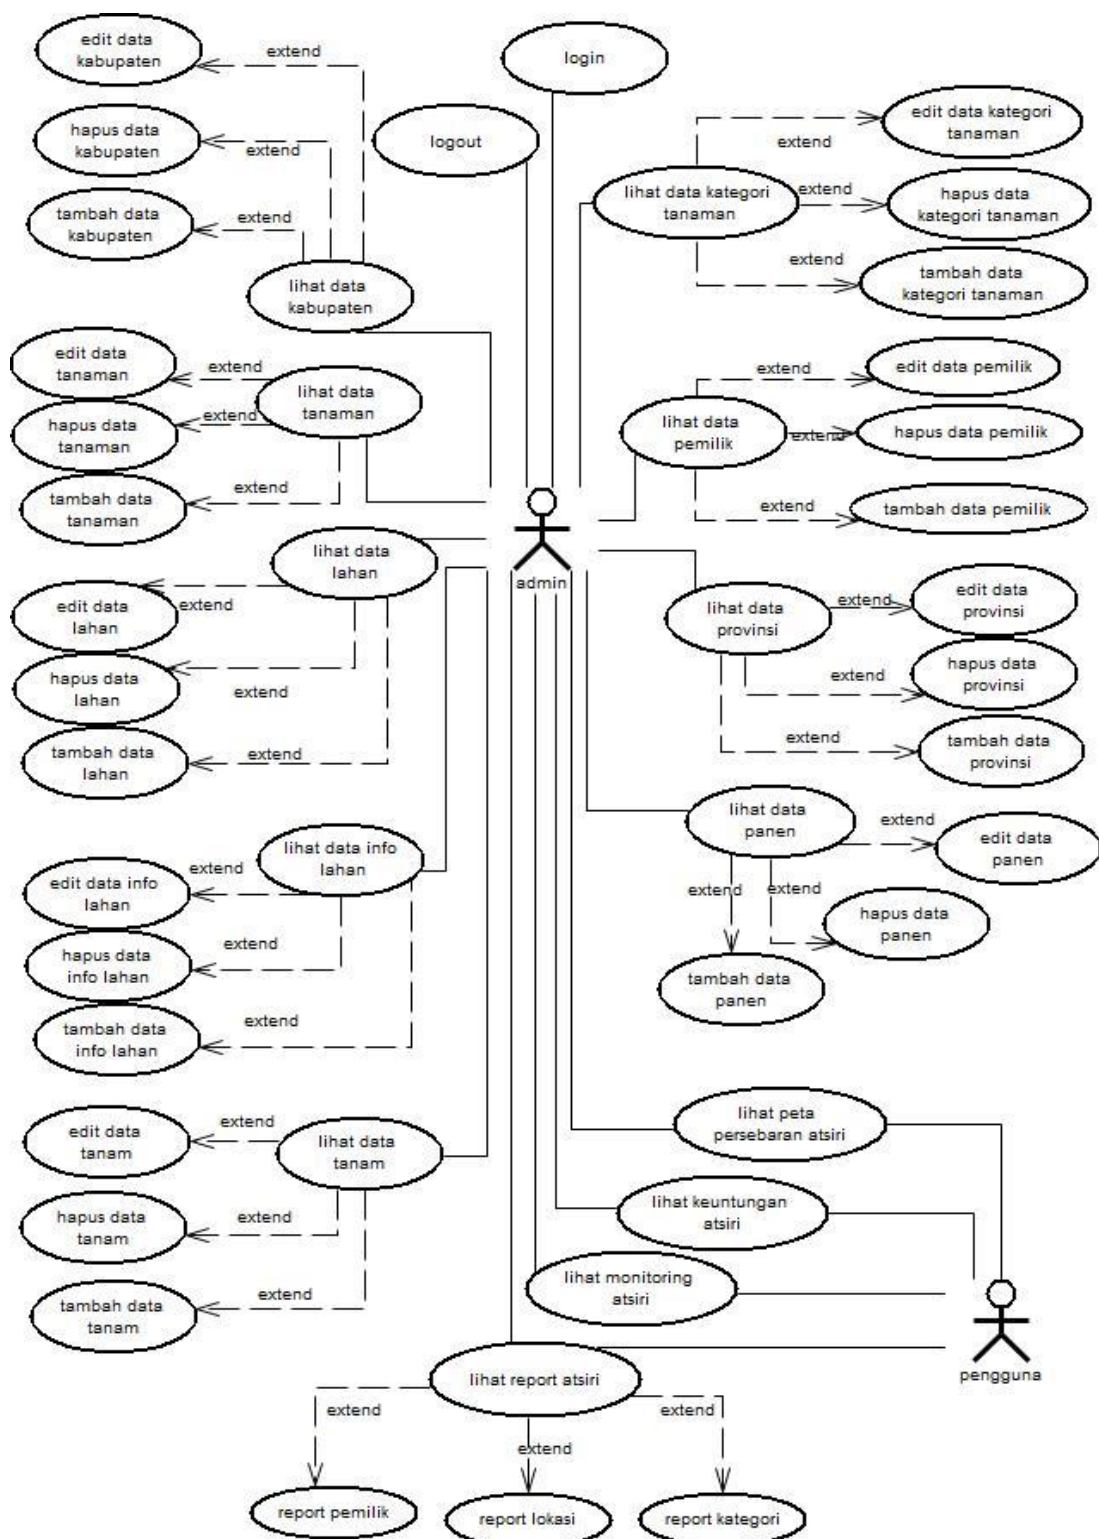 edit data
kabupaten
extend
login
hapus data
kabupaten
extend
logout
edit data kategori
tanaman
extend
tambah data
kabupaten
extend
lihat data kategori
tanaman
extend
hapus data
kategori tanaman
lihat data
kabupaten
extend
tambah data
kategori tanaman
edit data
tanaman
extend
lihat data
tanaman
hapus data
tanaman
extend
tambah data
tanaman
extend
edit data pemilik
extend
lihat data
pemilik
extend
hapus data pemilik
extend
tambah data pemilik
admin
lihat data
lahan
edit data
lahan
extend
hapus data
lahan
extend
tambah data
lahan
extend
lihat data
provinsi
extend
edit data
provinsi
extend
hapus data
provinsi
extend
tambah data
provinsi
lihat data info
lahan
edit data info
lahan
extend
hapus data
info lahan
extend
tambah data
info lahan
extend
lihat data
panen
extend
edit data
panen
extend
extend
hapus data
panen
tambah data
panen
edit data
tanam
extend
lihat data
tanam
hapus data
tanam
extend
tambah data
tanam
extend
lihat peta
persebaran atsiri
lihat keuntungan
atsiri
lihat monitoring
atsiri
pengguna
lihat report atsiri
extend
extend
extend
report pemilik
report lokasi
report kategori